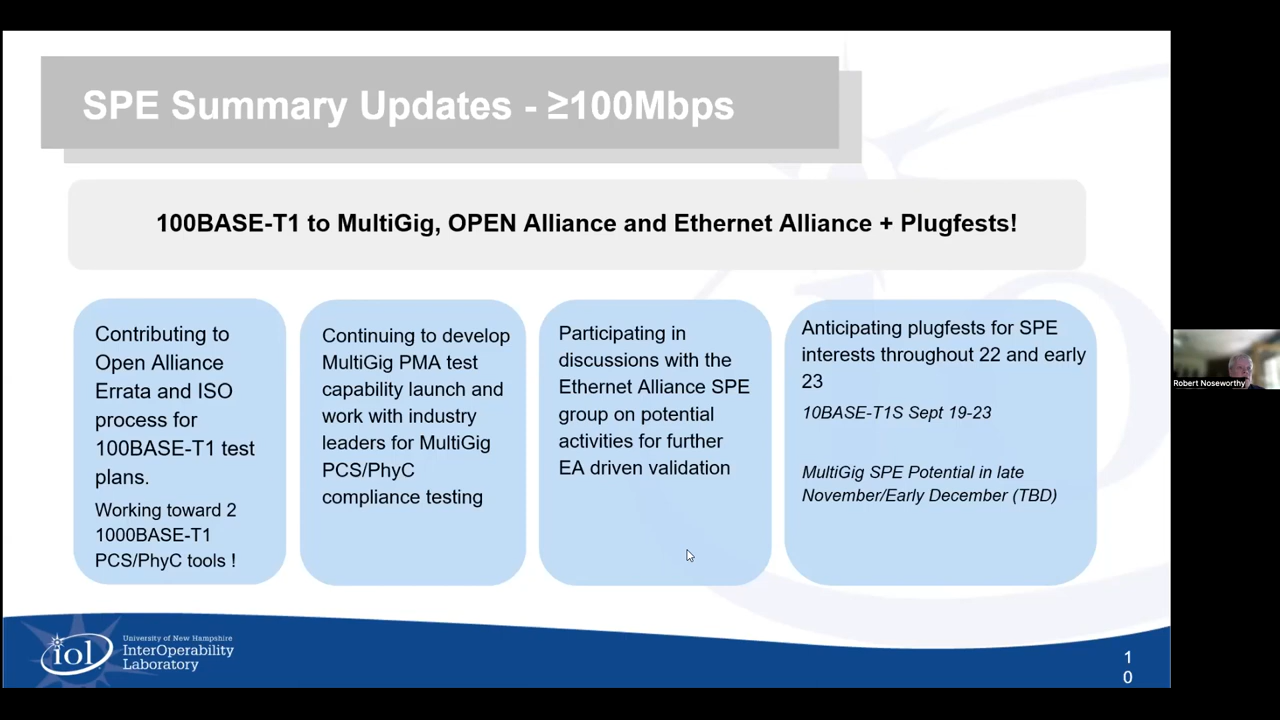 SPE Summary Updates - ≥100Mbps
100BASE-T1 to MultiGig, OPEN Alliance and Ethernet Alliance + Plugfests!
Contributing to
Open Alliance
Errata and ISO
process for
100BASE-T1 test
plans.
Working toward 2
1000BASE-T1
PCS/PhyC tools !
Continuing to develop
MultiGig PMA test
capability launch and
work with industry
leaders for MultiGig
PCS/PhyC
compliance testing
Participating in
discussions with the
Ethernet Alliance SPE
group on potential
activities for further
EA driven validation
Anticipating plugfests for SPE
interests throughout 22 and early
23
10BASE-T1S Sept 19-23
MultiGig SPE Potential in late
November/Early December (TBD)
Robert Noseworthy
iol
University of New Hampshire
InterOperability
Laboratory
1
0